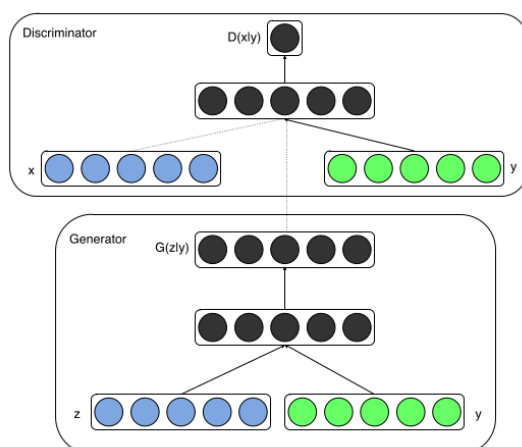 Discriminator
D(x|y)
x
y
Generator
G(z|y)
z
y